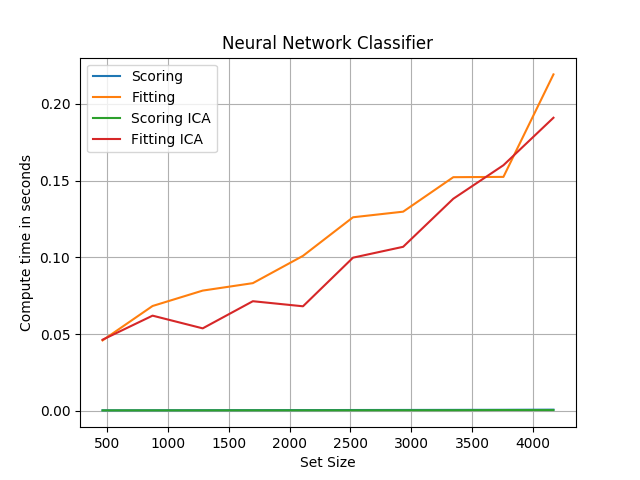 Neural Network Classifier
Scoring
Fitting
Scoring ICA
Fitting ICA
Compute time in seconds
0.20
0.15
0.10
0.05
0.00
500 1000 1500 2000 2500 3000 3500 4000
Set Size